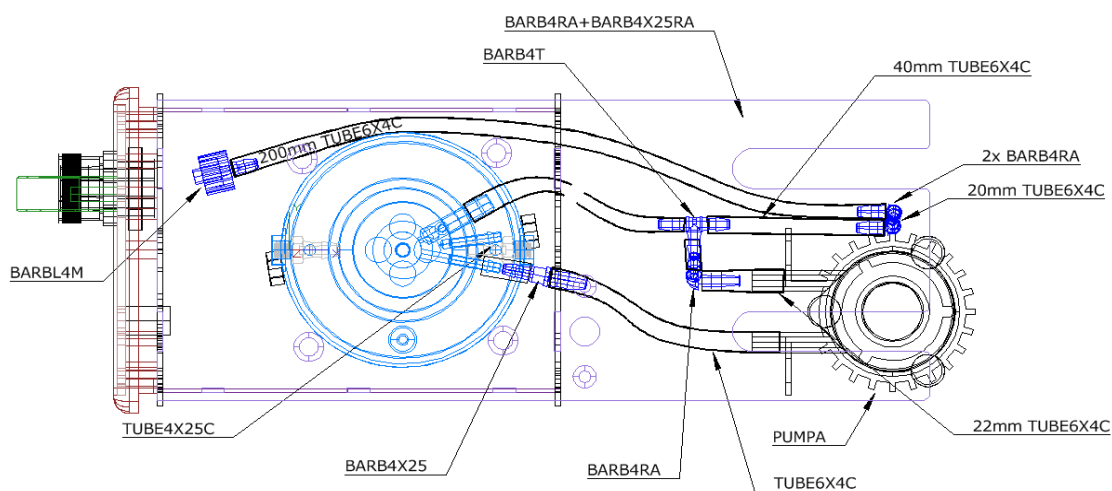 BARB4RA+BARB4X25RA
BARB4T
40mm TUBE6X4C
200mm TUBE6X4C
2x BARB4RA
20mm TUBE6X4C
BARBL4M
TUBE4X25C
BARB4X25
BARB4RA
PUMPA
22mm TUBE6X4C
TUBE6X4C